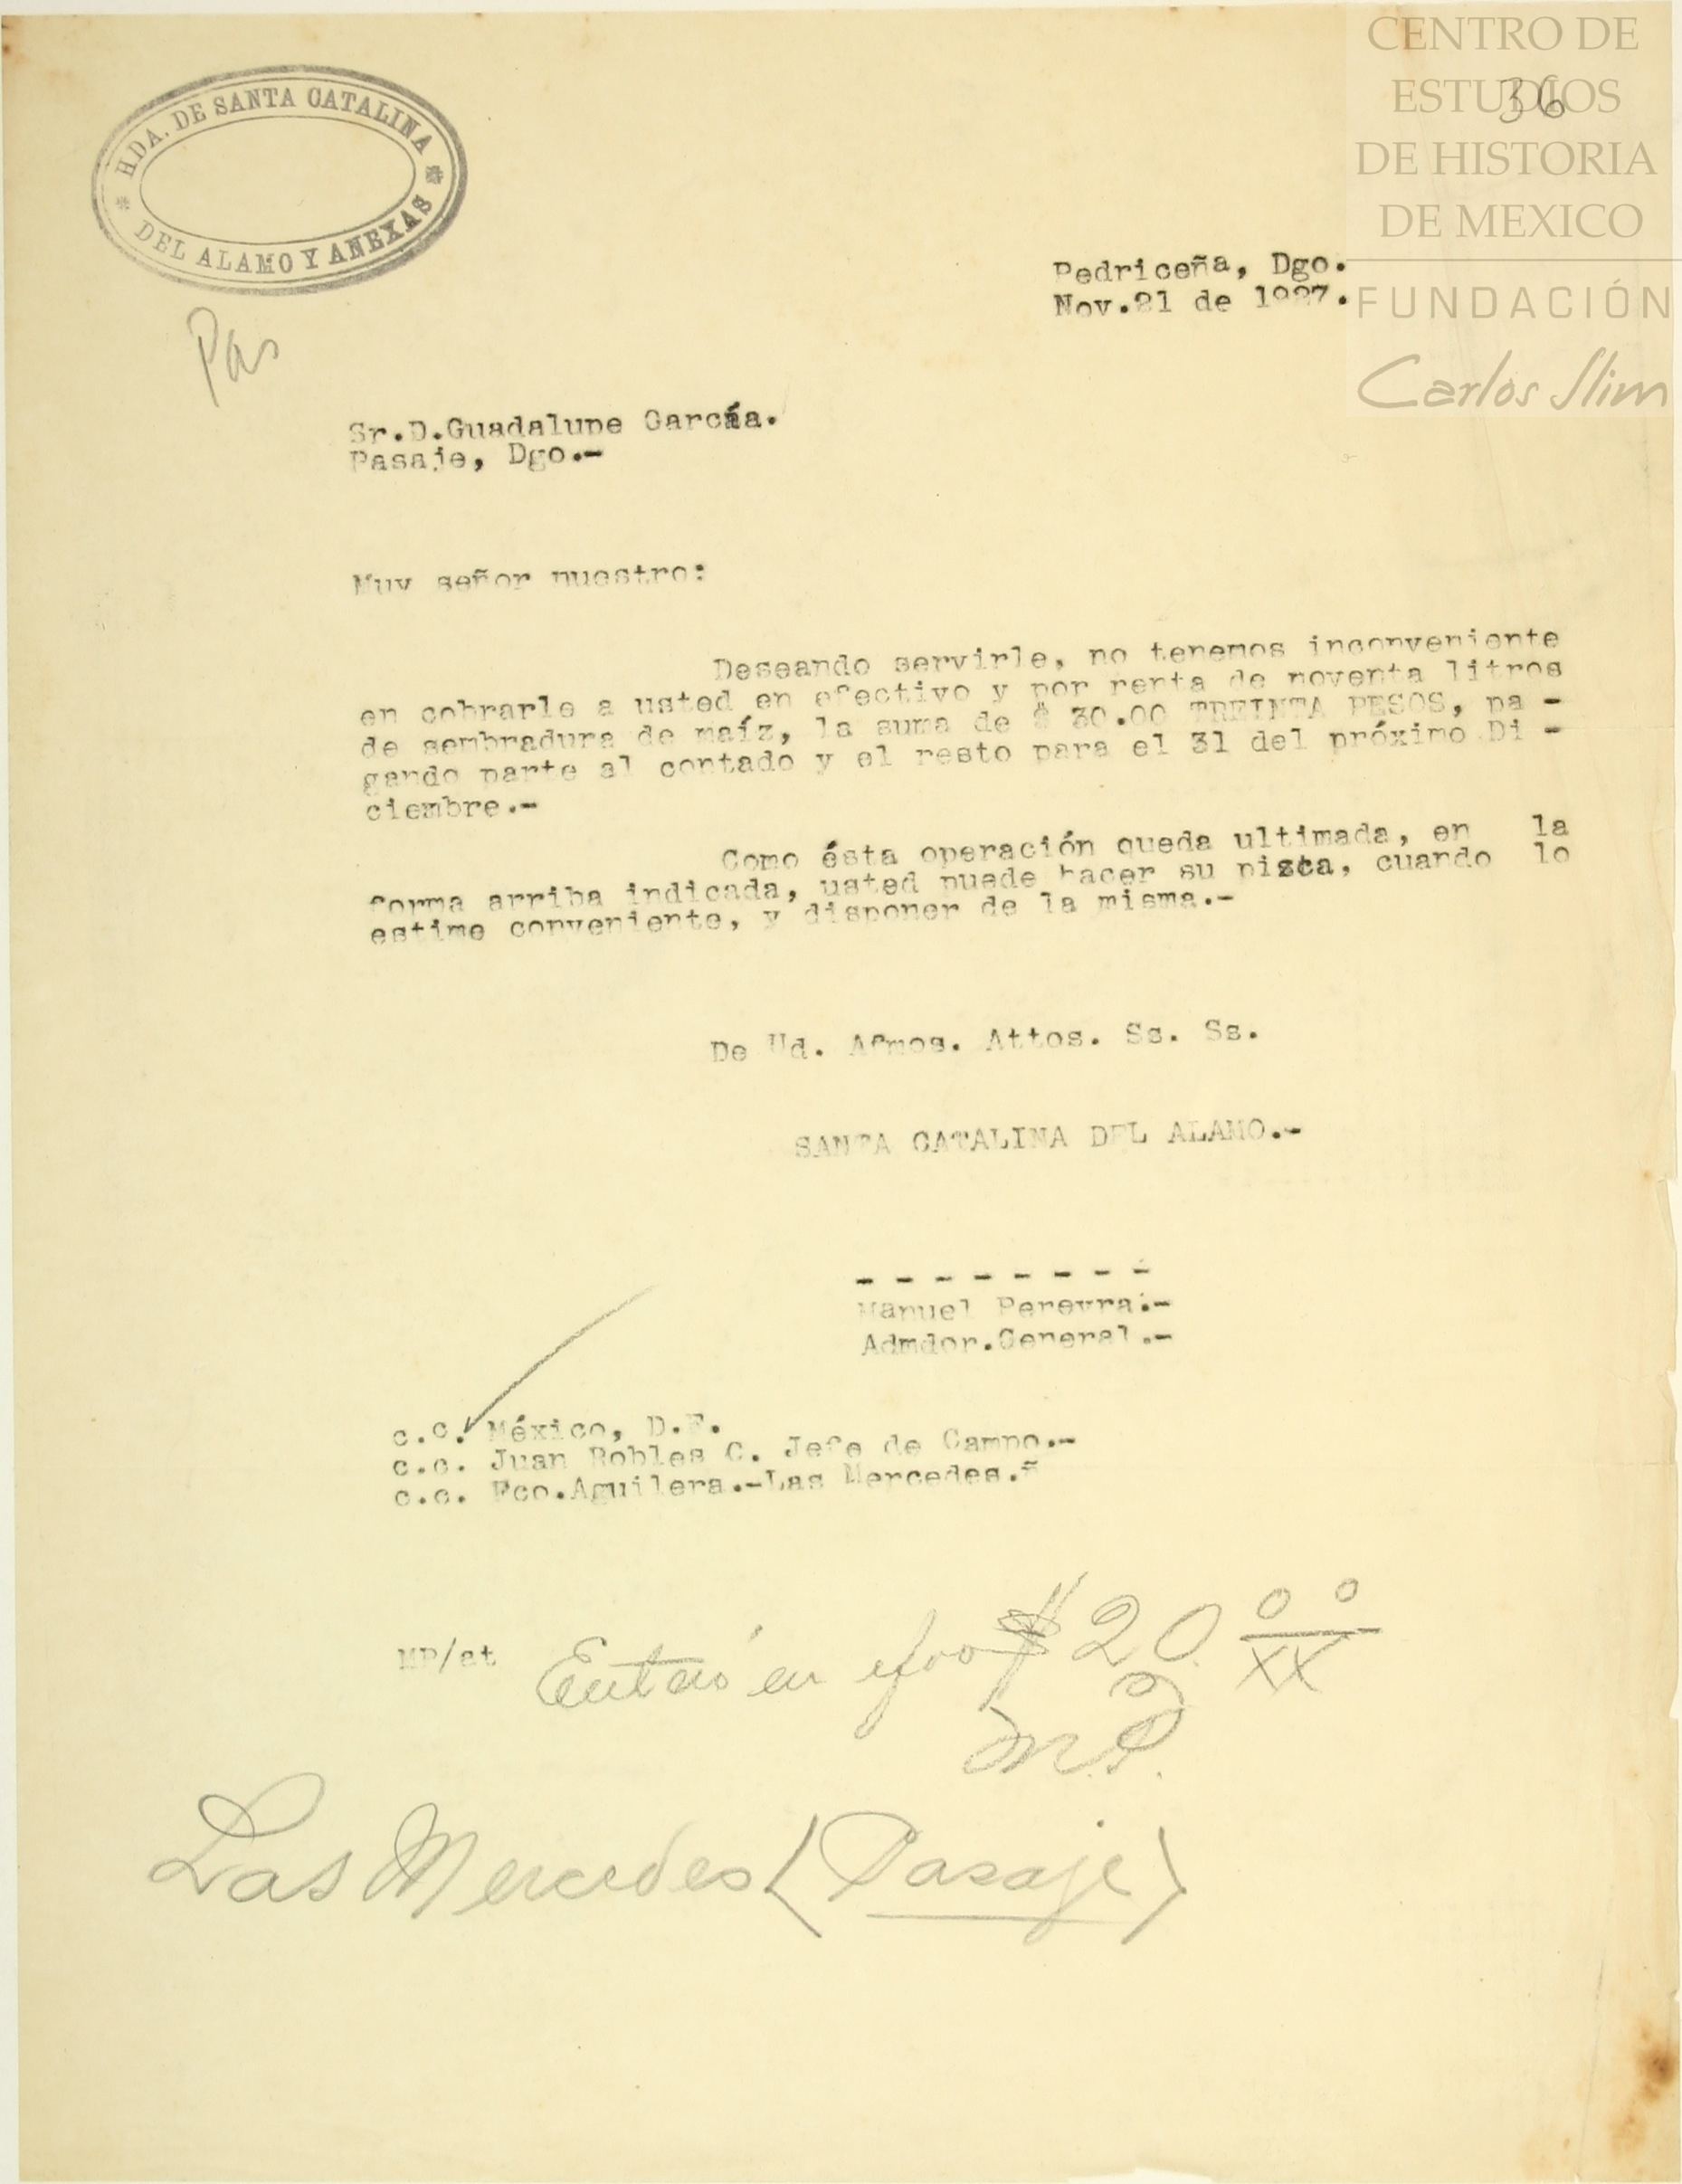 CENTRO DE
ESTUDIOS
DE HISTORIA
DE MEXICO
FUNDACIÓN
Carlos Slim
36
HDA. DE SANTA CATALINA
DEL ALAMO Y ANEXAS
Pas
Pedriceña, Dgo.
Nov.21 de 1927.
Sr.D.Guadalupe García.
Pasaje, Dgo.-
Muy señor nuestro:
Deseando servirle, no tenemos inconveniente
en cobrarle a usted en efectivo y por renta de noventa litros
de sembradura de maíz, la suma de $ 30.00 TREINTA PESOS, pa -
gando parte al contado y el resto para el 31 del próximo Di -
ciembre.-
Como ésta operación queda ultimada, en la
forma arriba indicada, usted puede hacer su pizca, cuando lo
estime conveniente, y disponer de la misma.-
De Ud. Afmos. Attos. Ss. Ss.
SANTA CATALINA DEL ALAMO.-
- - - - - - - -
Manuel Pereyra.-
Admdor.General.-
c.c. México, D.F.
c.c. Juan Robles C. Jefe de Campo.-
c.c. Fco.Aguilera.-Las Mercedes.-
MP/at
Enteró en efvo $ 20 00/XX
M.P.
Las Mercedes (Pasaje)